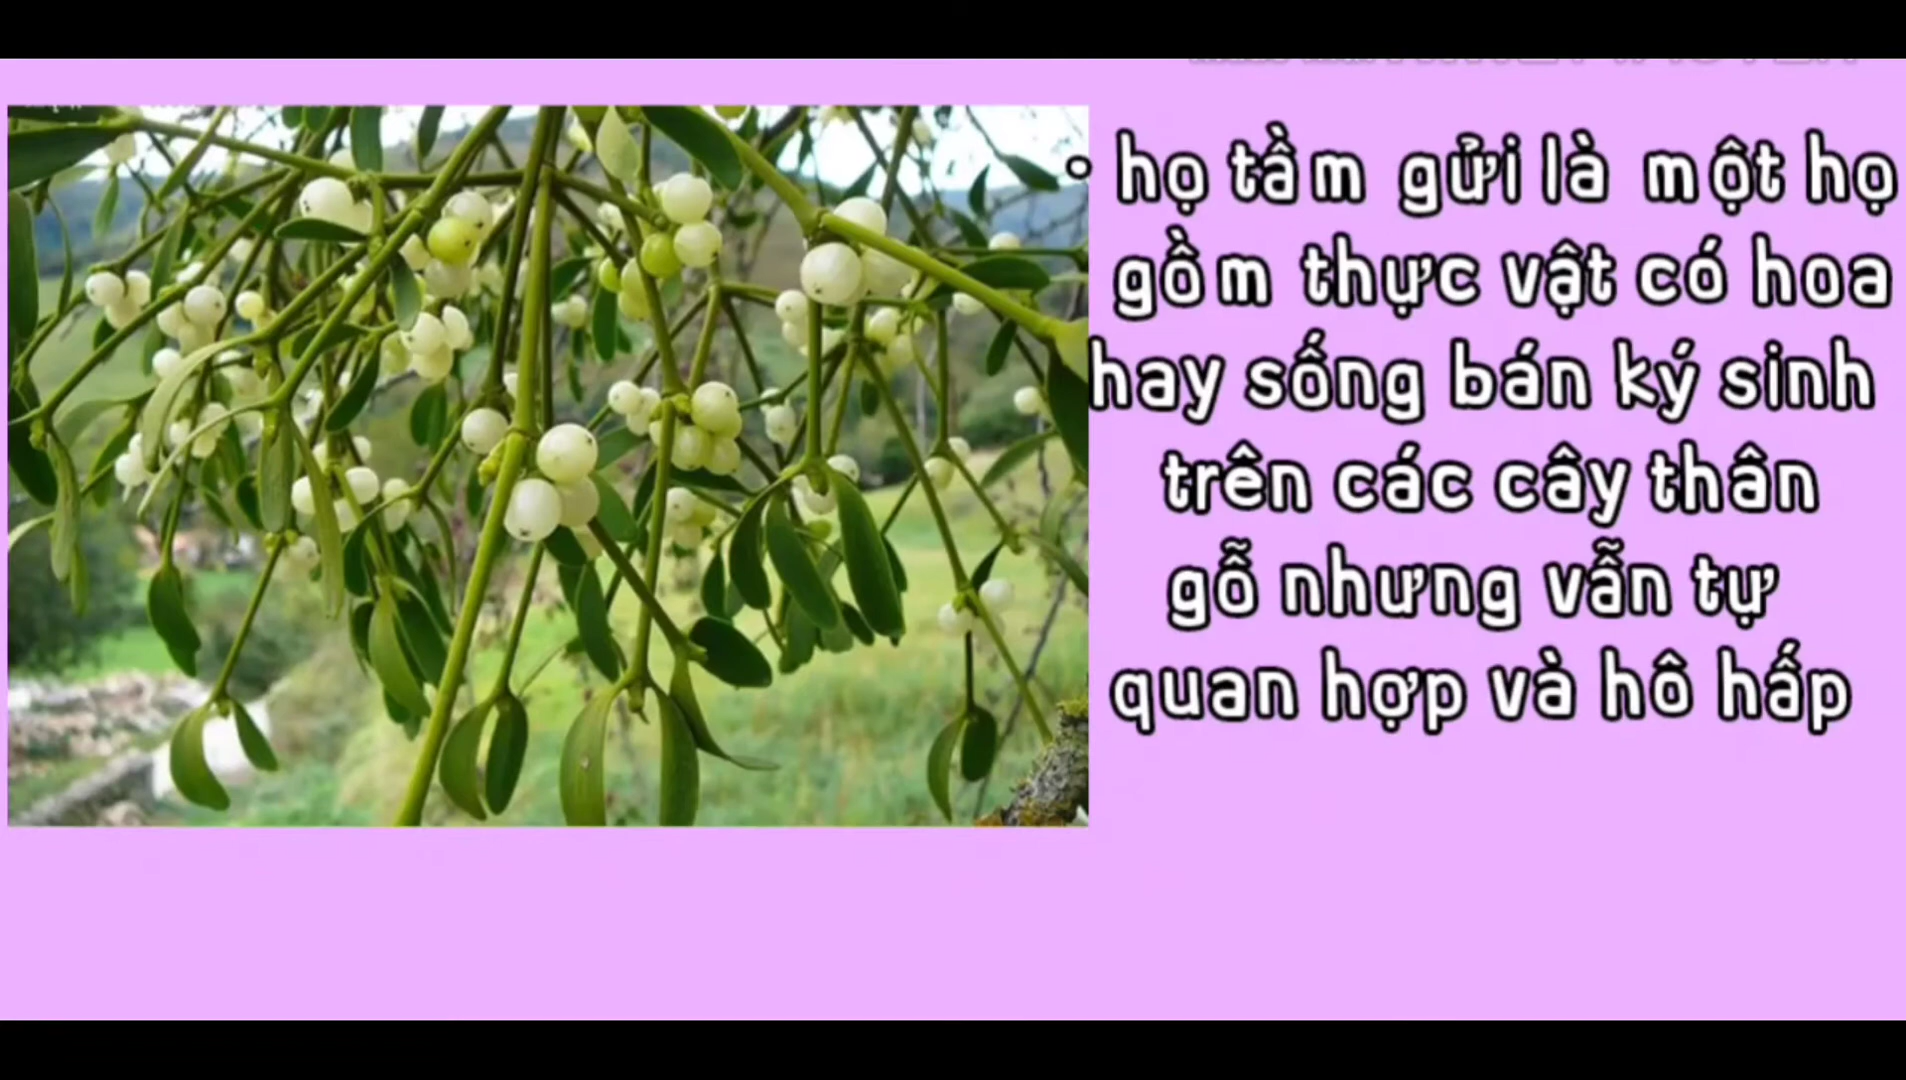 • họ tầm gửi là một họ
gồm thực vật có hoa
hay sống bán ký sinh
trên các cây thân
gỗ nhưng vẫn tự
quan hợp và hô hấp